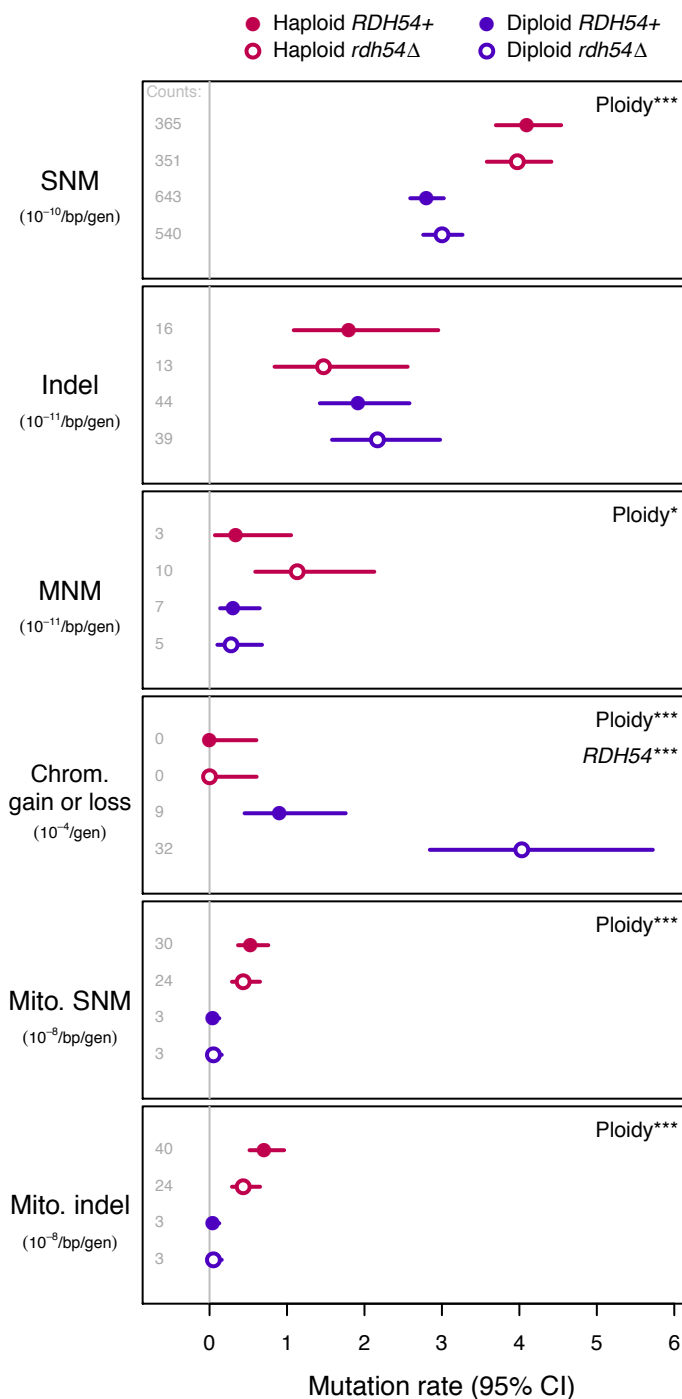 Haploid RDH54+ Diploid RDH54+
Haploid rdh54Δ Diploid rdh54Δ
Counts:
Ploidy***
365
351
643
540
SNM
(10⁻¹⁰/bp/gen)
16
13
44
39
Indel
(10⁻¹¹/bp/gen)
Ploidy*
3
10
7
5
MNM
(10⁻¹¹/bp/gen)
Ploidy***
RDH54***
0
0
9
32
Chrom.
gain or loss
(10⁻⁴/gen)
Ploidy***
30
24
3
3
Mito. SNM
(10⁻⁸/bp/gen)
Ploidy***
40
24
3
3
Mito. indel
(10⁻⁸/bp/gen)
0 1 2 3 4 5 6
Mutation rate (95% CI)